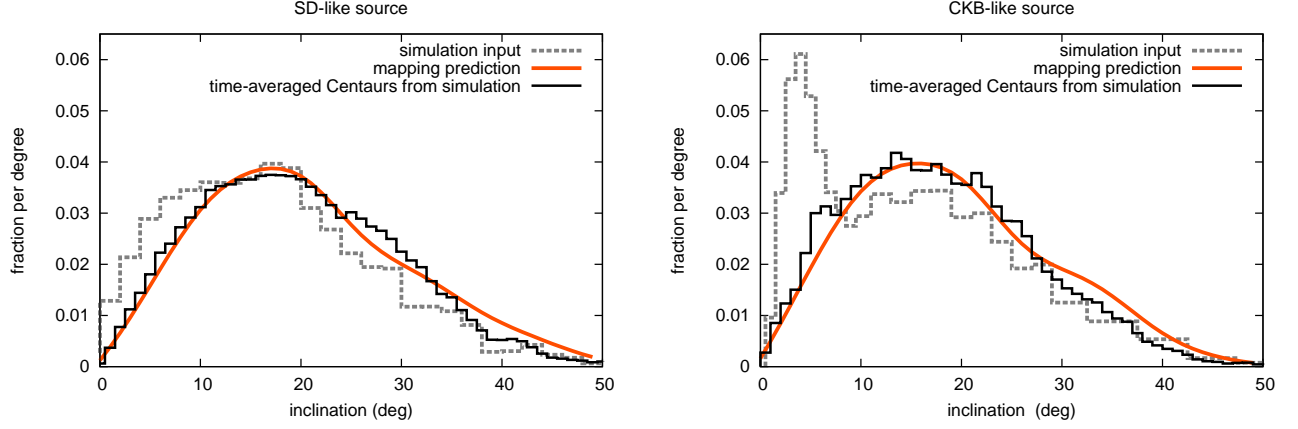 SD-like source
simulation input
mapping prediction
time-averaged Centaurs from simulation
0.06
0.05
0.04
0.03
0.02
0.01
0
fraction per degree
0 10 20 30 40 50
inclination (deg)
CKB-like source
simulation input
mapping prediction
time-averaged Centaurs from simulation
0.06
0.05
0.04
0.03
0.02
0.01
0
fraction per degree
0 10 20 30 40 50
inclination (deg)